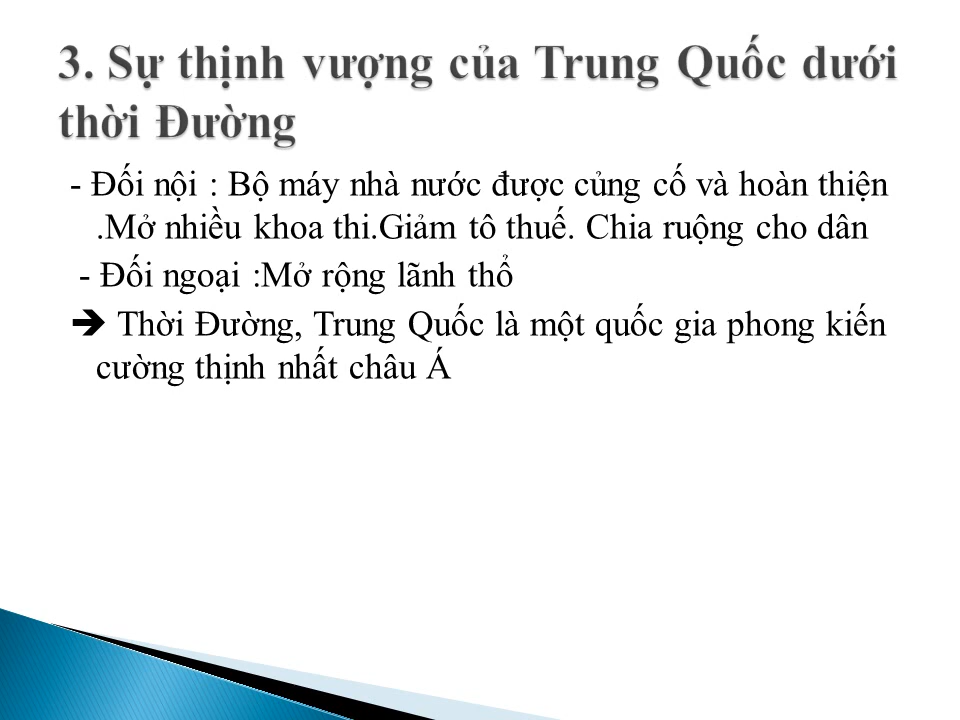 3. Sự thịnh vượng của Trung Quốc dưới
thời Đường
- Đối nội : Bộ máy nhà nước được củng cố và hoàn thiện
.Mở nhiều khoa thi.Giảm tô thuế. Chia ruộng cho dân
- Đối ngoại :Mở rộng lãnh thổ
➔ Thời Đường, Trung Quốc là một quốc gia phong kiến
cường thịnh nhất châu Á